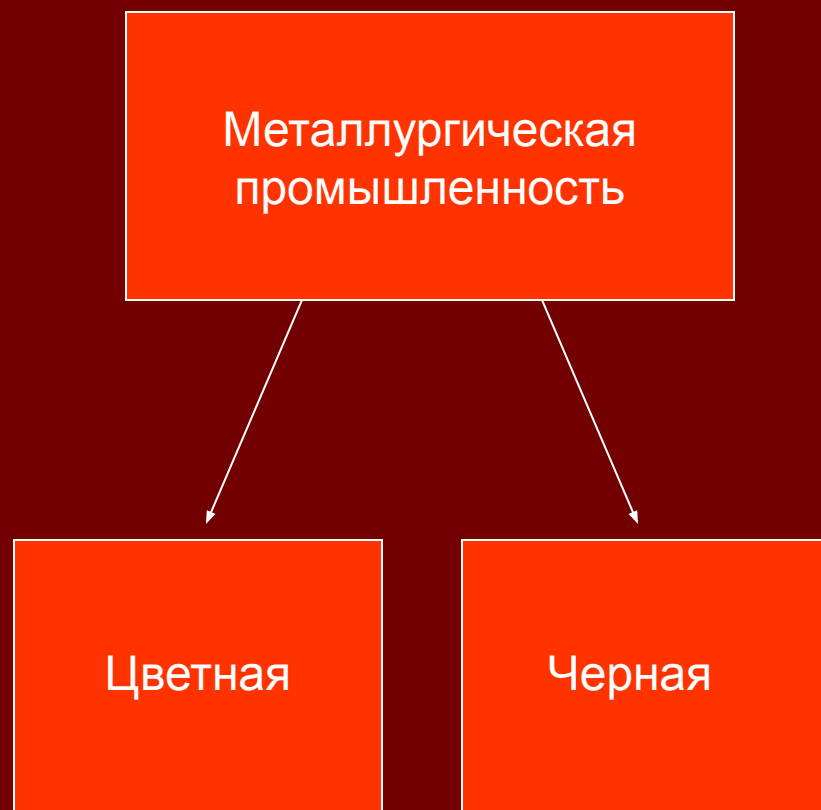 Металлургическая
промышленность
Цветная
Черная